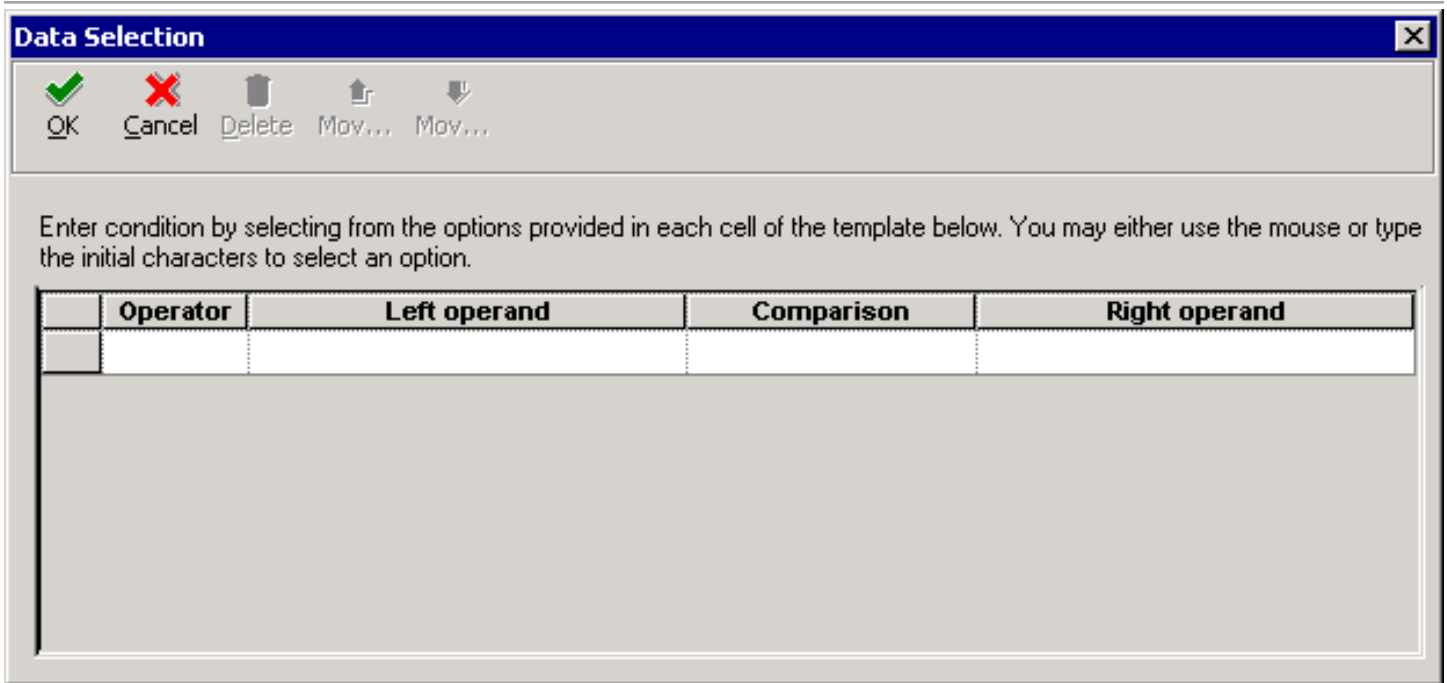 Data Selection
OK Cancel Delete Mov... Mov...
Enter condition by selecting from the options provided in each cell of the template below. You may either use the mouse or type
the initial characters to select an option.
Operator Left operand Comparison Right operand